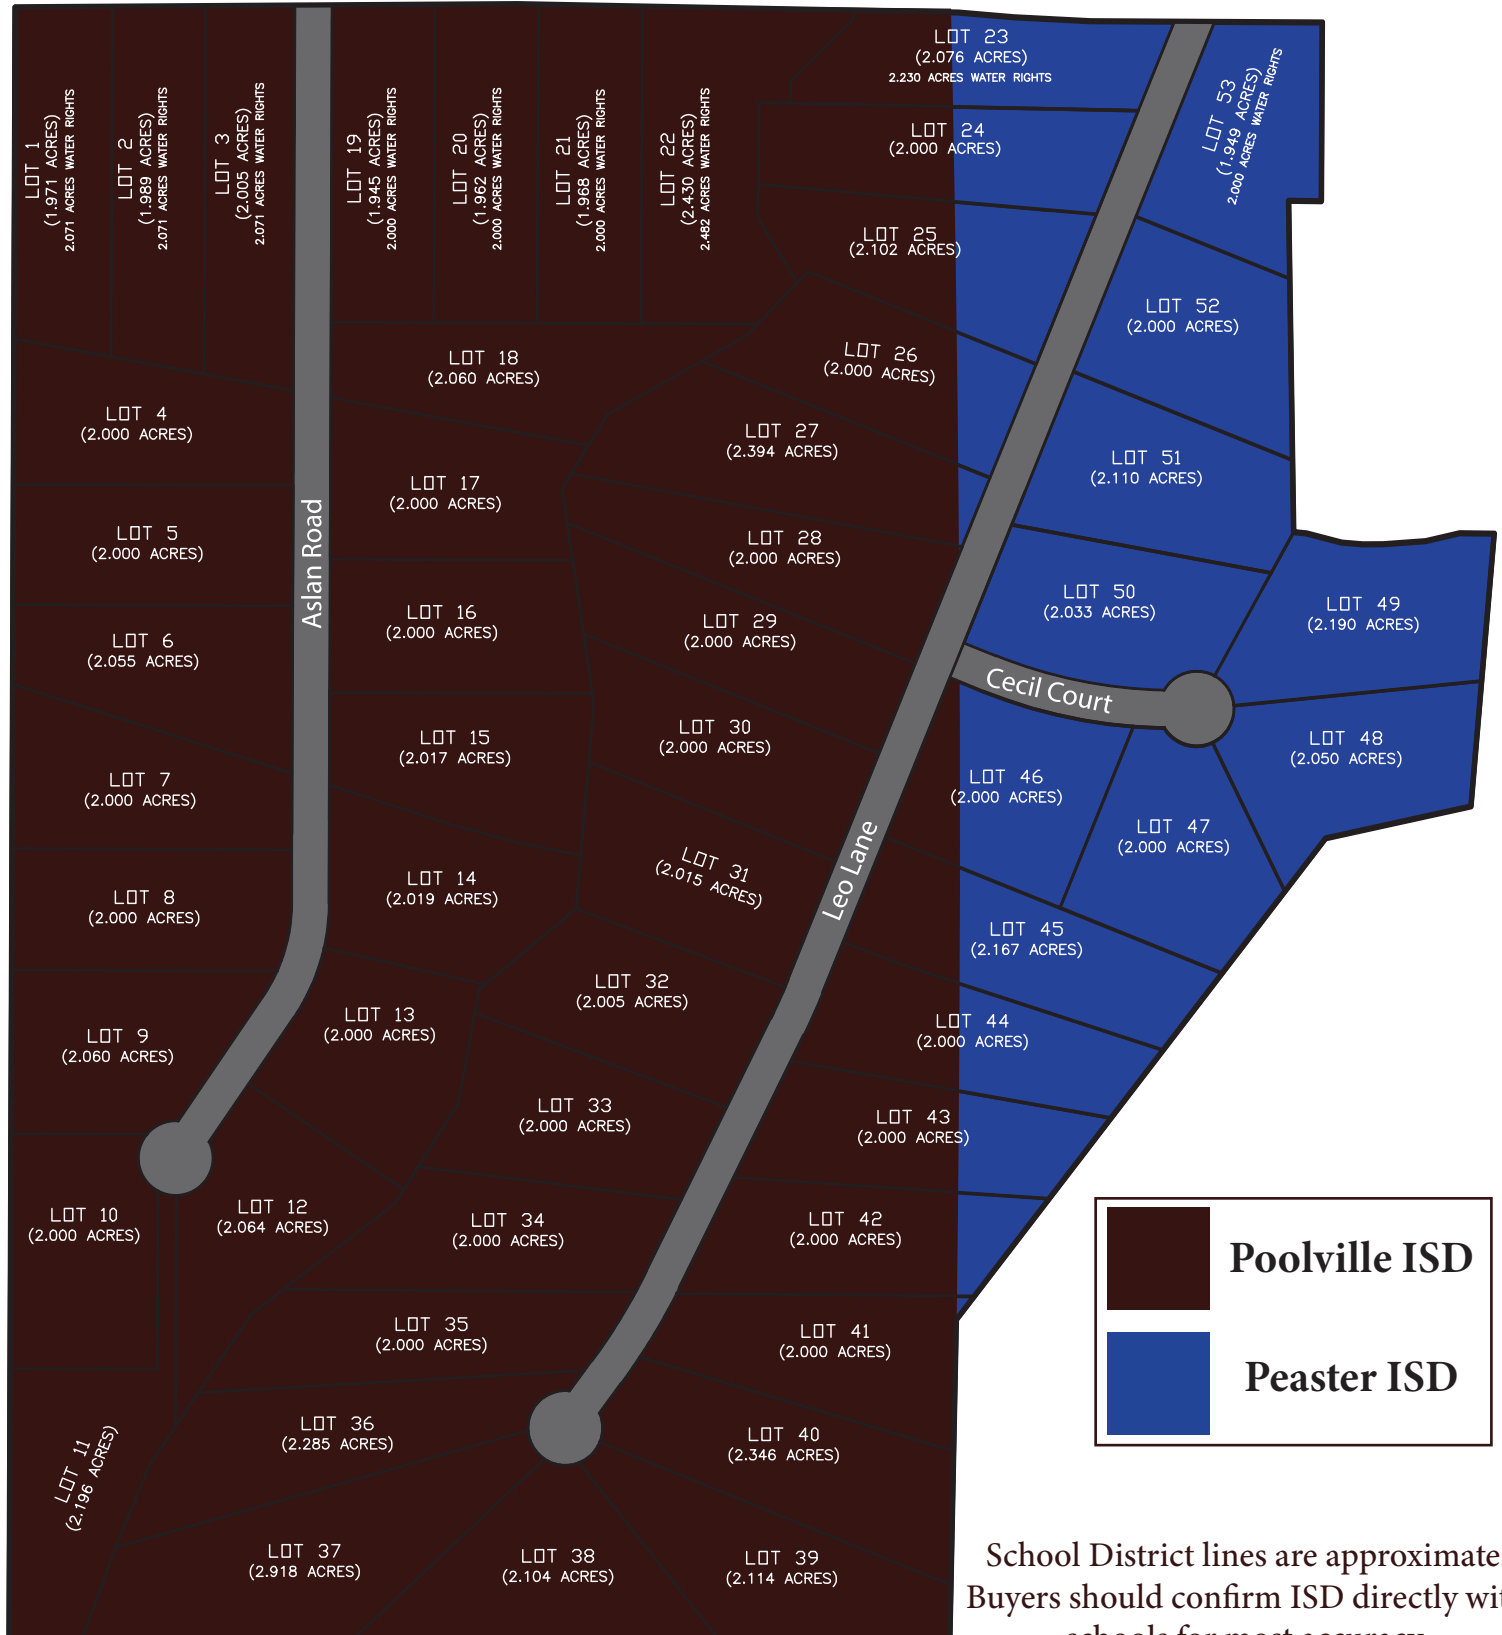 LOT 1
(1.971 ACRES)
2.071 ACRES WATER RIGHTS
LOT 2
(1.989 ACRES)
2.071 ACRES WATER RIGHTS
LOT 3
(2.005 ACRES)
2.071 ACRES WATER RIGHTS
LOT 19
(1.945 ACRES)
2.000 ACRES WATER RIGHTS
LOT 20
(1.962 ACRES)
2.000 ACRES WATER RIGHTS
LOT 21
(1.968 ACRES)
2.000 ACRES WATER RIGHTS
LOT 22
(2.430 ACRES)
2.482 ACRES WATER RIGHTS
LOT 23
(2.076 ACRES)
2.230 ACRES WATER RIGHTS
LOT 53
(1.949 ACRES)
2.000 ACRES WATER RIGHTS
LOT 24
(2.000 ACRES)
LOT 25
(2.102 ACRES)
LOT 52
(2.000 ACRES)
LOT 18
(2.060 ACRES)
LOT 26
(2.000 ACRES)
LOT 4
(2.000 ACRES)
LOT 27
(2.394 ACRES)
LOT 51
(2.110 ACRES)
LOT 17
(2.000 ACRES)
LOT 5
(2.000 ACRES)
Aslan Road
LOT 28
(2.000 ACRES)
LOT 50
(2.033 ACRES)
LOT 49
(2.190 ACRES)
LOT 16
(2.000 ACRES)
LOT 29
(2.000 ACRES)
LOT 6
(2.055 ACRES)
Cecil Court
LOT 15
(2.017 ACRES)
LOT 30
(2.000 ACRES)
LOT 48
(2.050 ACRES)
LOT 7
(2.000 ACRES)
LOT 46
(2.000 ACRES)
LOT 47
(2.000 ACRES)
LOT 31
(2.015 ACRES)
Leo Lane
LOT 14
(2.019 ACRES)
LOT 8
(2.000 ACRES)
LOT 45
(2.167 ACRES)
LOT 32
(2.005 ACRES)
LOT 13
(2.000 ACRES)
LOT 44
(2.000 ACRES)
LOT 9
(2.060 ACRES)
LOT 33
(2.000 ACRES)
LOT 43
(2.000 ACRES)
LOT 10
(2.000 ACRES)
LOT 12
(2.064 ACRES)
LOT 34
(2.000 ACRES)
LOT 42
(2.000 ACRES)
Poolville ISD
LOT 35
(2.000 ACRES)
LOT 41
(2.000 ACRES)
Peaster ISD
LOT 36
(2.285 ACRES)
LOT 40
(2.346 ACRES)
LOT 11
(2.196 ACRES)
LOT 37
(2.918 ACRES)
LOT 38
(2.104 ACRES)
LOT 39
(2.114 ACRES)
School District lines are approximate
Buyers should confirm ISD directly
schools for most accuracy